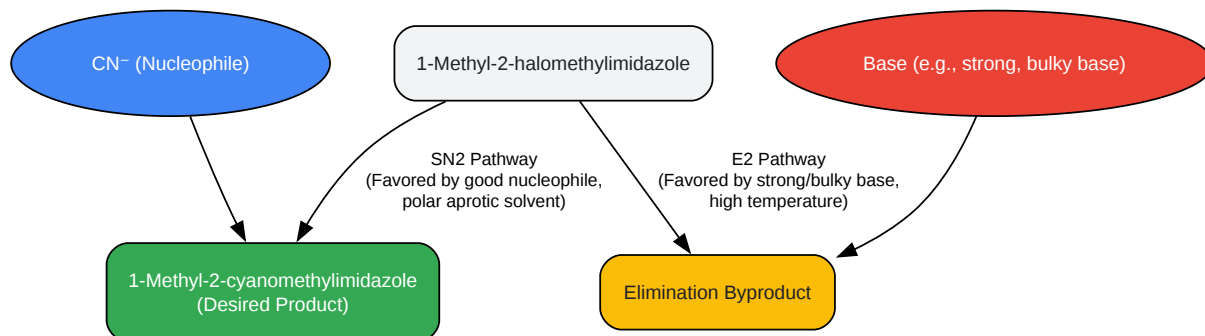 CN⁻ (Nucleophile)
1-Methyl-2-halomethylimidazole
Base (e.g., strong, bulky base)
SN2 Pathway
(Favored by good nucleophile,
polar aprotic solvent)
E2 Pathway
(Favored by strong/bulky base,
high temperature)
1-Methyl-2-cyanomethylimidazole
(Desired Product)
Elimination Byproduct